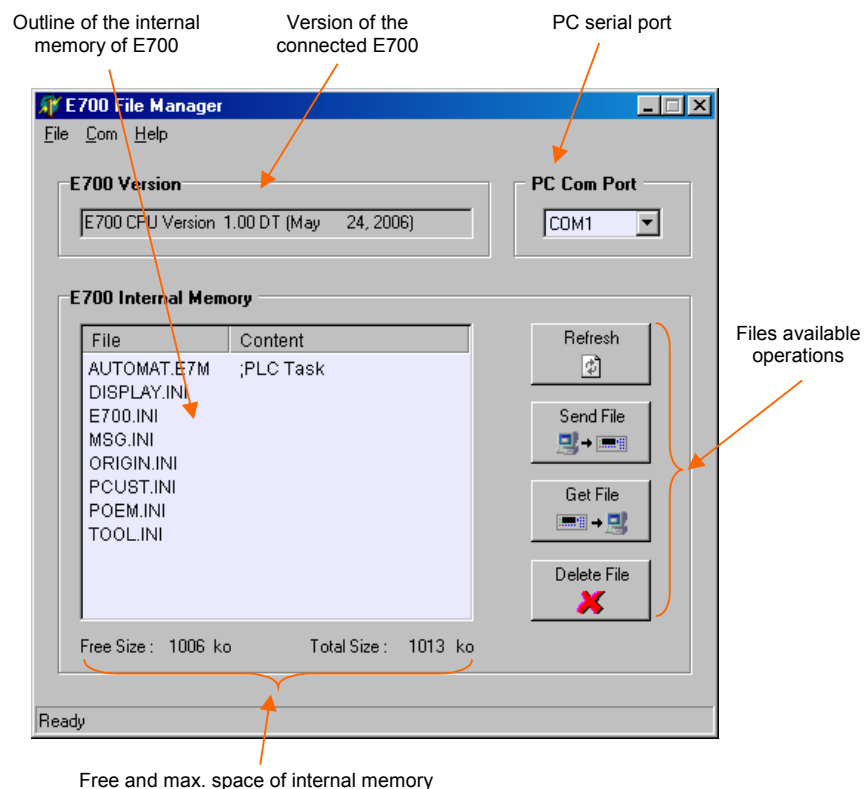 Outline of the internal
memory of E700
Version of the
connected E700
PC serial port
E700 File Manager
File Com Help
E700 Version
E700 CPU Version 1.00 DT (May 24, 2006)
PC Com Port
COM1
E700 Internal Memory
File Content
AUTOMAT.E7M ;PLC Task
DISPLAY.INI
E700.INI
MSG.INI
ORIGIN.INI
PCUST.INI
POEM.INI
TOOL.INI
Refresh
Send File
Get File
Delete File
Files available
operations
Free Size : 1006 ko Total Size : 1013 ko
Ready
Free and max. space of internal memory